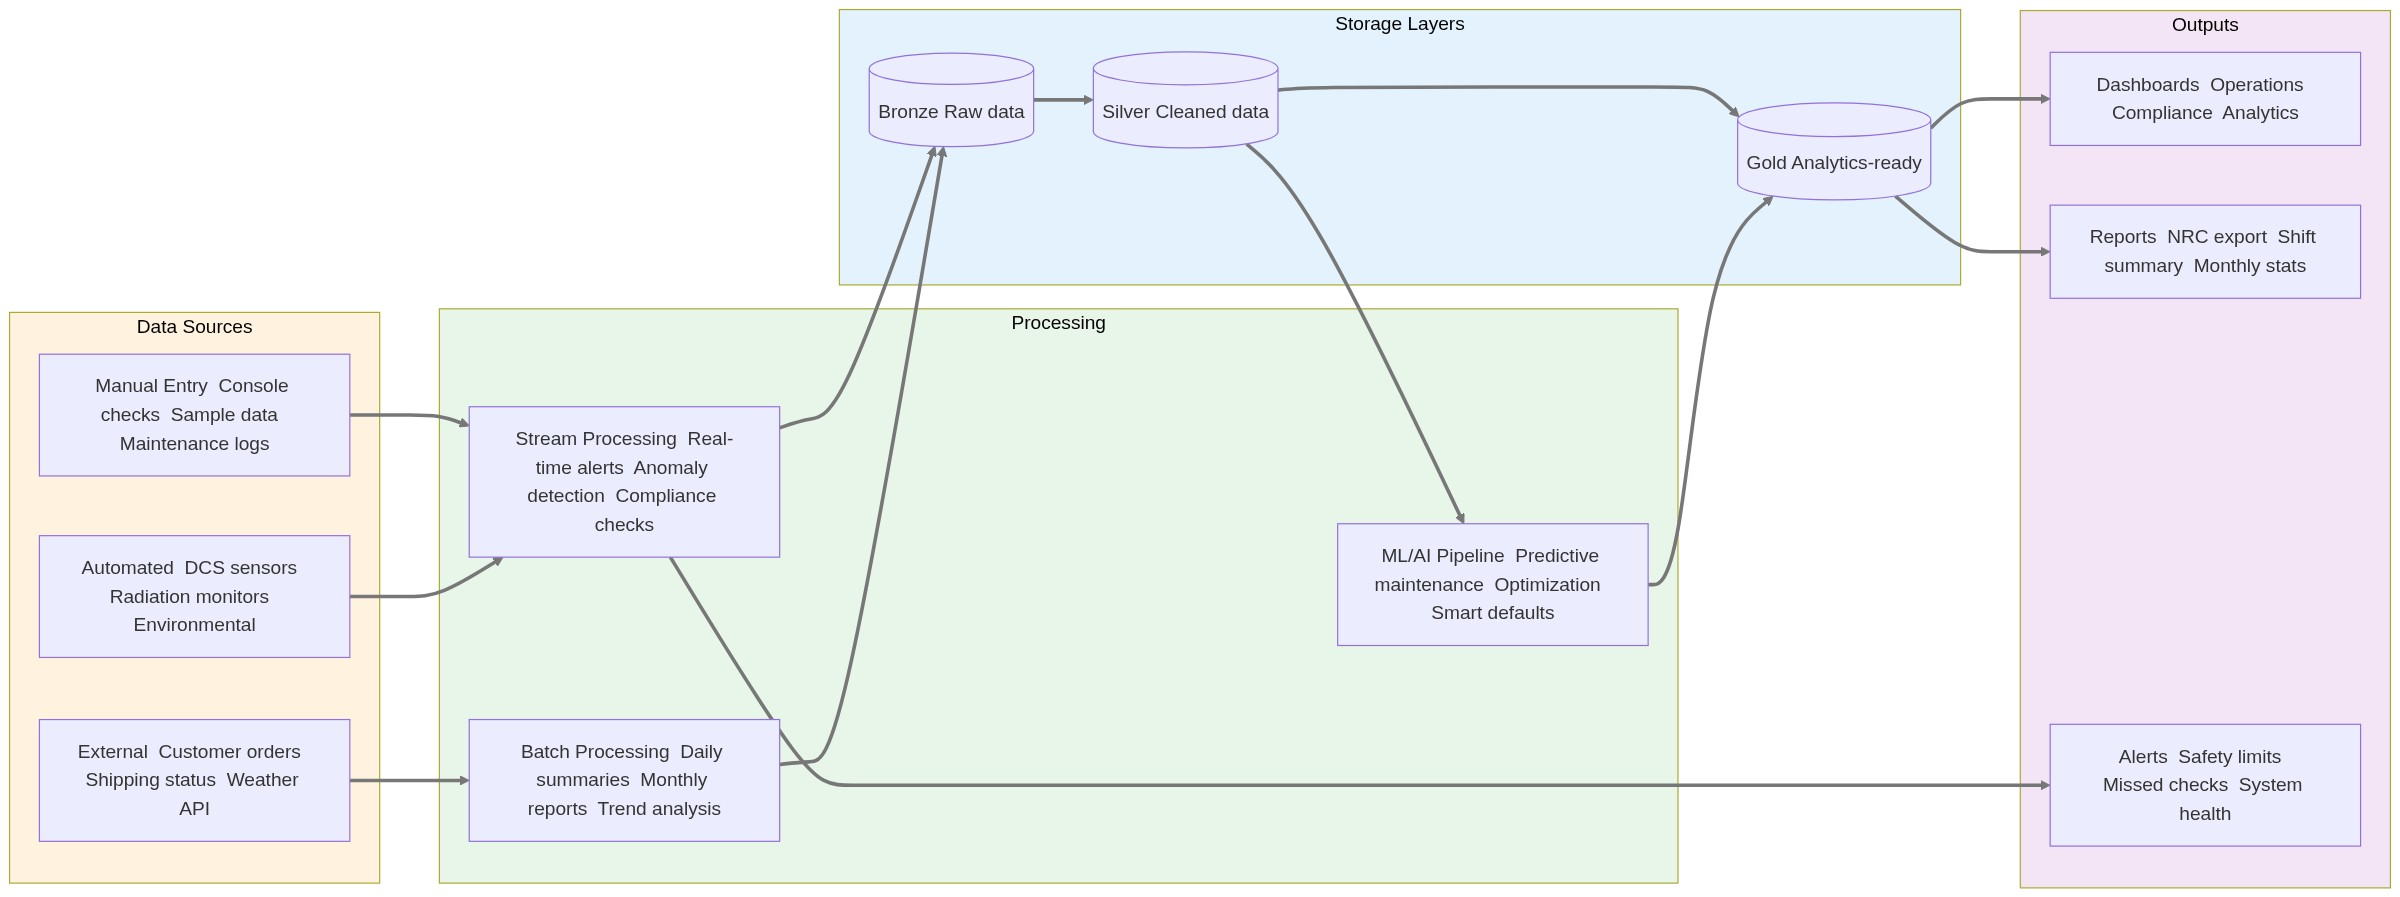 Storage Layers
Bronze Raw data
Silver Cleaned data
Gold Analytics-ready
Outputs
Dashboards  Operations
Compliance  Analytics
Reports  NRC export  Shift
summary  Monthly stats
Alerts  Safety limits
Missed checks  System
health
Data Sources
Manual Entry  Console
checks  Sample data
Maintenance logs
Automated  DCS sensors
Radiation monitors
Environmental
External  Customer orders
Shipping status  Weather
API
Processing
Stream Processing  Real-
time alerts  Anomaly
detection  Compliance
checks
Batch Processing  Daily
summaries  Monthly
reports  Trend analysis
ML/AI Pipeline  Predictive
maintenance  Optimization
Smart defaults